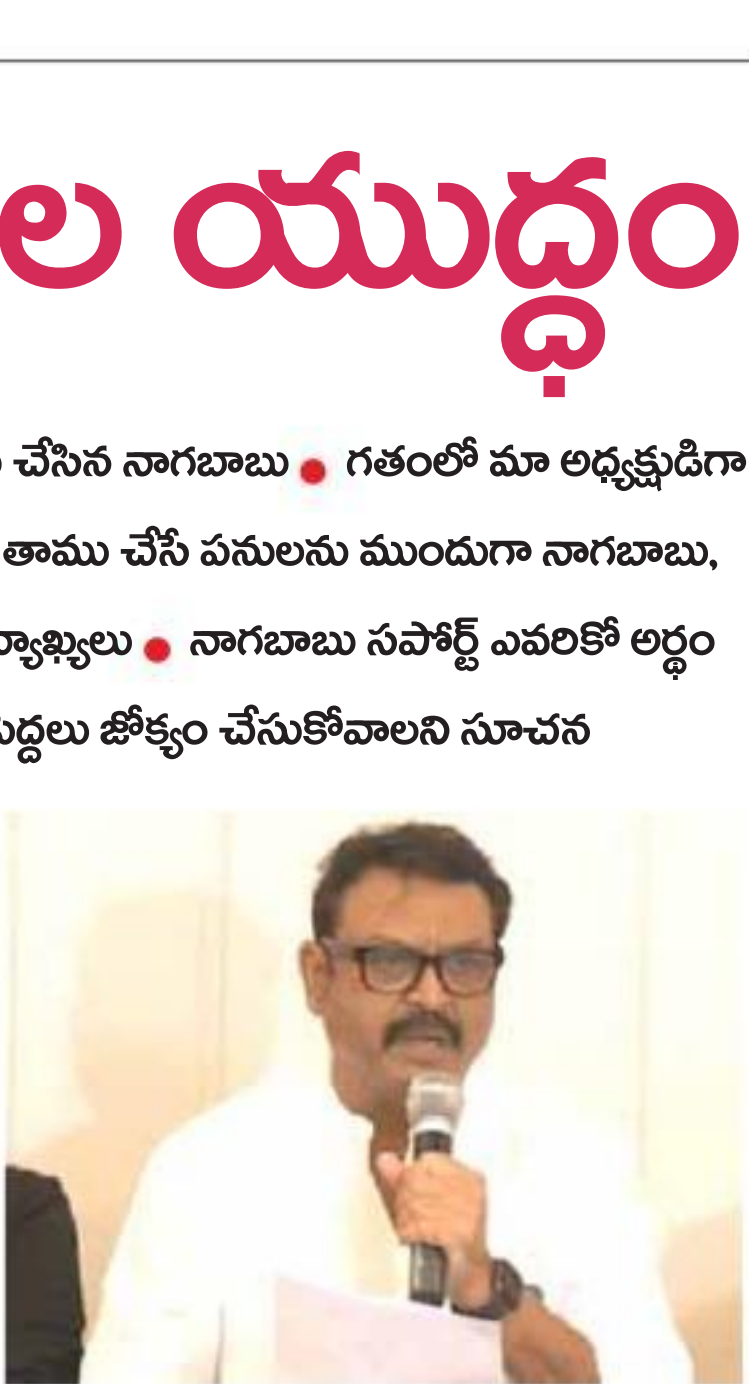 ల యుద్ధం
చేసిన నాగబాబు ● గతంలో మా అధ్యక్షుడిగా
తాము చేసే పనులను ముందుగా నాగబాబు,
వ్యాఖ్యలు ● నాగబాబు సపోర్ట్ ఎవరికో అర్థం
పెద్దలు జోక్యం చేసుకోవాలని సూచన